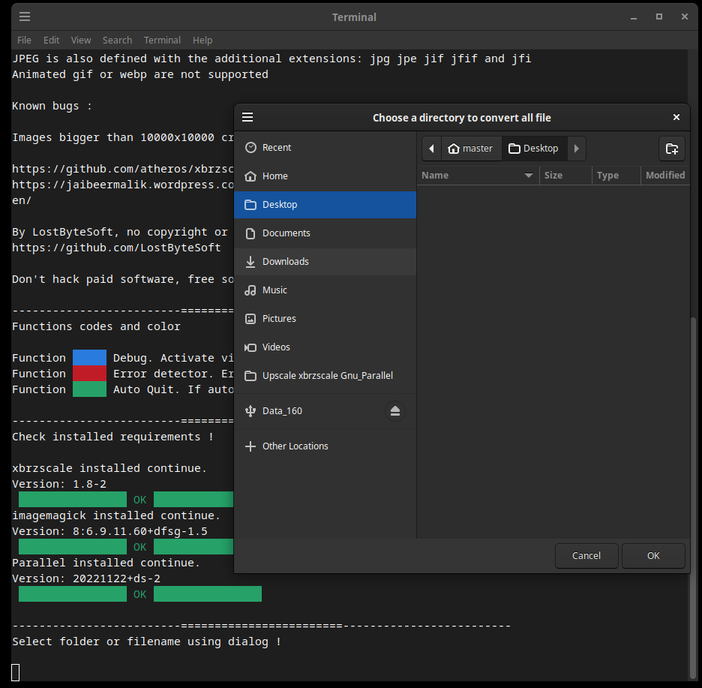 Terminal
File Edit View Search Terminal Help
JPEG is also defined with the additional extensions: jpg jpe jif jfif and jfi
Animated gif or webp are not supported
Known bugs :
Images bigger than 10000x10000 cr
https://github.com/atheros/xbrzsc
https://jaibeermalik.wordpress.co
en/
By LostByteSoft, no copyright or
https://github.com/LostByteSoft
Don't hack paid software, free so
-------------------------========
Functions codes and color
Function Debug. Activate vi
Function Error detector. Er
Function Auto Quit. If auto
-------------------------========
Check installed requirements !
xbrzscale installed continue.
Version: 1.8-2
OK
imagemagick installed continue.
Version: 8:6.9.11.60+dfsg-1.5
OK
Parallel installed continue.
Version: 20221122+ds-2
OK
-------------------------========================-------------------------
Select folder or filename using dialog !
Choose a directory to convert all file
Recent
Home
Desktop
Documents
Downloads
Music
Pictures
Videos
Upscale xbrzscale Gnu_Parallel
Data_160
Other Locations
master Desktop
Name Size Type Modified
Cancel OK